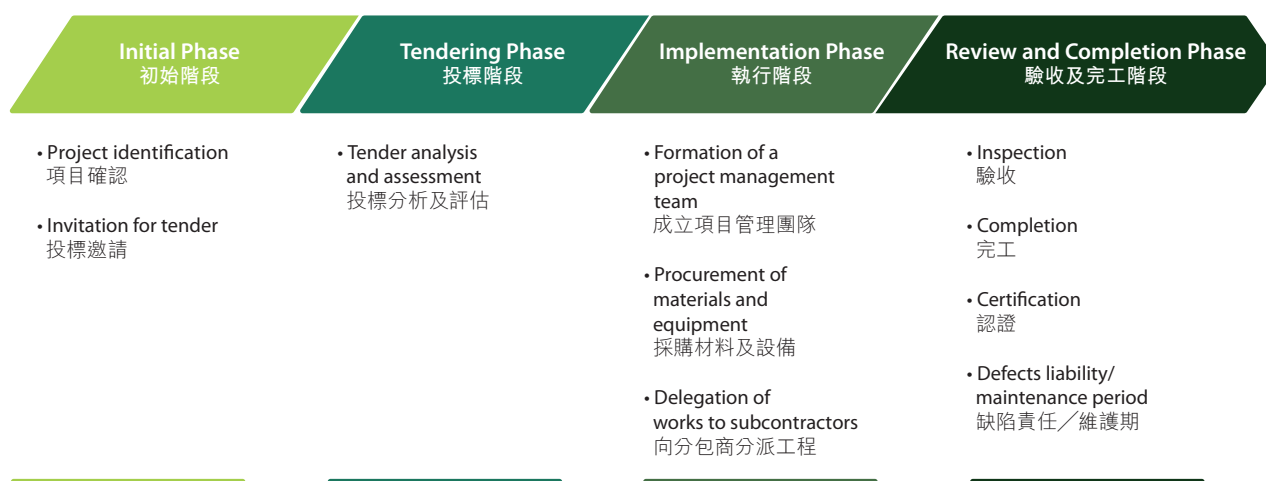 Initial Phase
初始階段
Tendering Phase
投標階段
Implementation Phase
執行階段
Review and Completion Phase
驗收及完工階段
• Project identification
項目確認
• Invitation for tender
投標邀請
• Tender analysis
and assessment
投標分析及評估
• Formation of a
project management
team
成立項目管理團隊
• Procurement of
materials and
equipment
採購材料及設備
• Delegation of
works to subcontractors
向分包商分派工程
• Inspection
驗收
• Completion
完工
• Certification
認證
• Defects liability/
maintenance period
缺陷責任／維護期